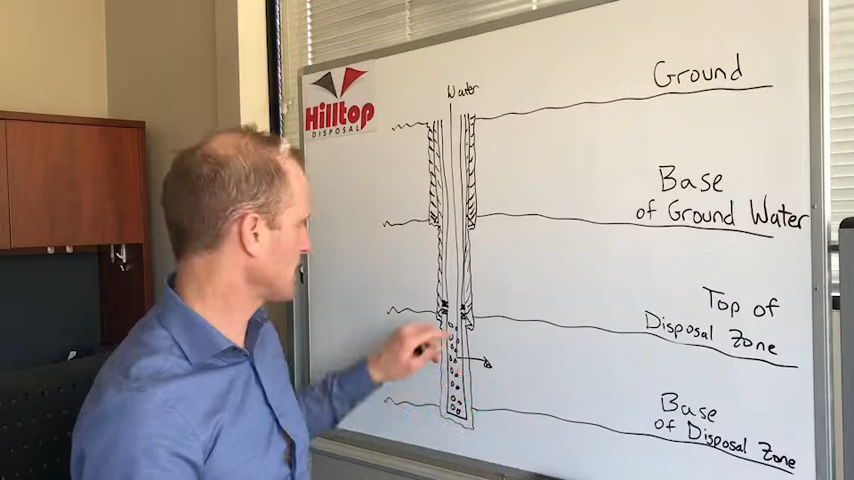 Hilltop
DISPOSAL
Water
Ground
Base
of Ground Water
Top of
Disposal Zone
Base
of Disposal Zone